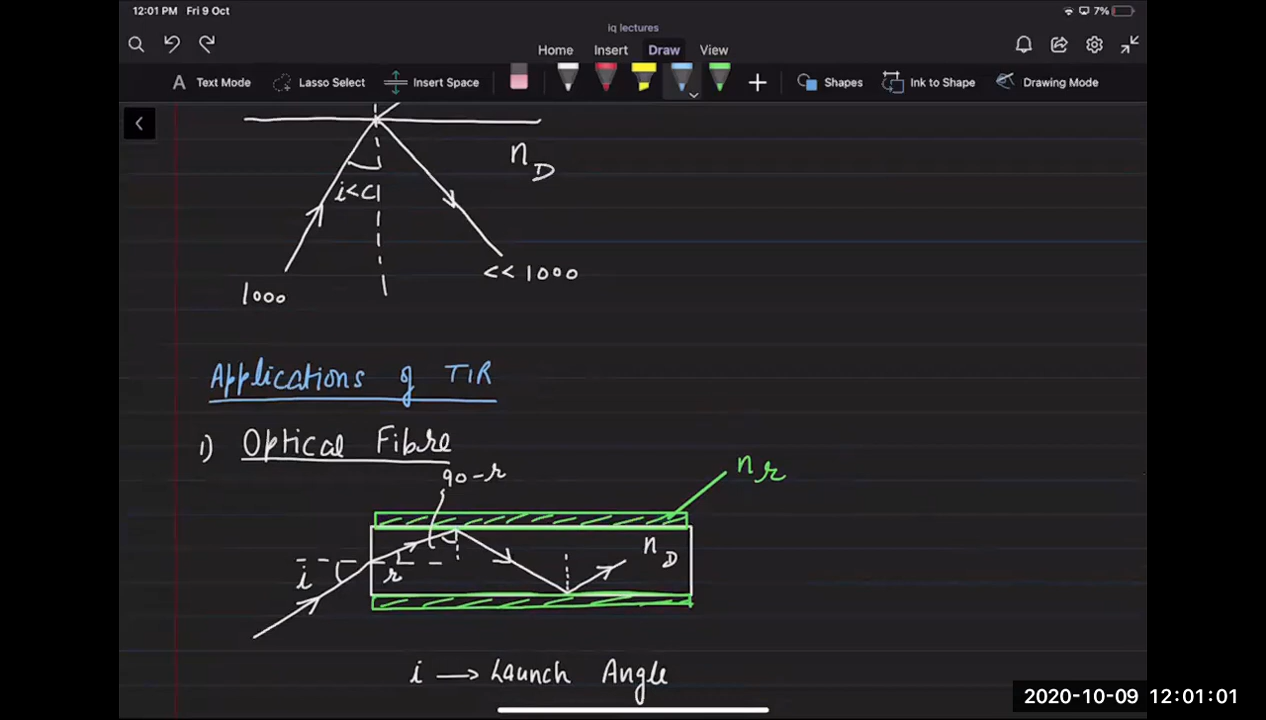 12:01 PM Fri 9 Oct
7%
iq lectures
Home Insert Draw View
Text Mode Lasso Select Insert Space Shapes Ink to Shape Drawing Mode
n_D
i<C
1000
<< 1000
Applications of TIR
1) Optical Fibre
90-r
n_r
i
r
n_D
i → Launch Angle
2020-10-09 12:01:01